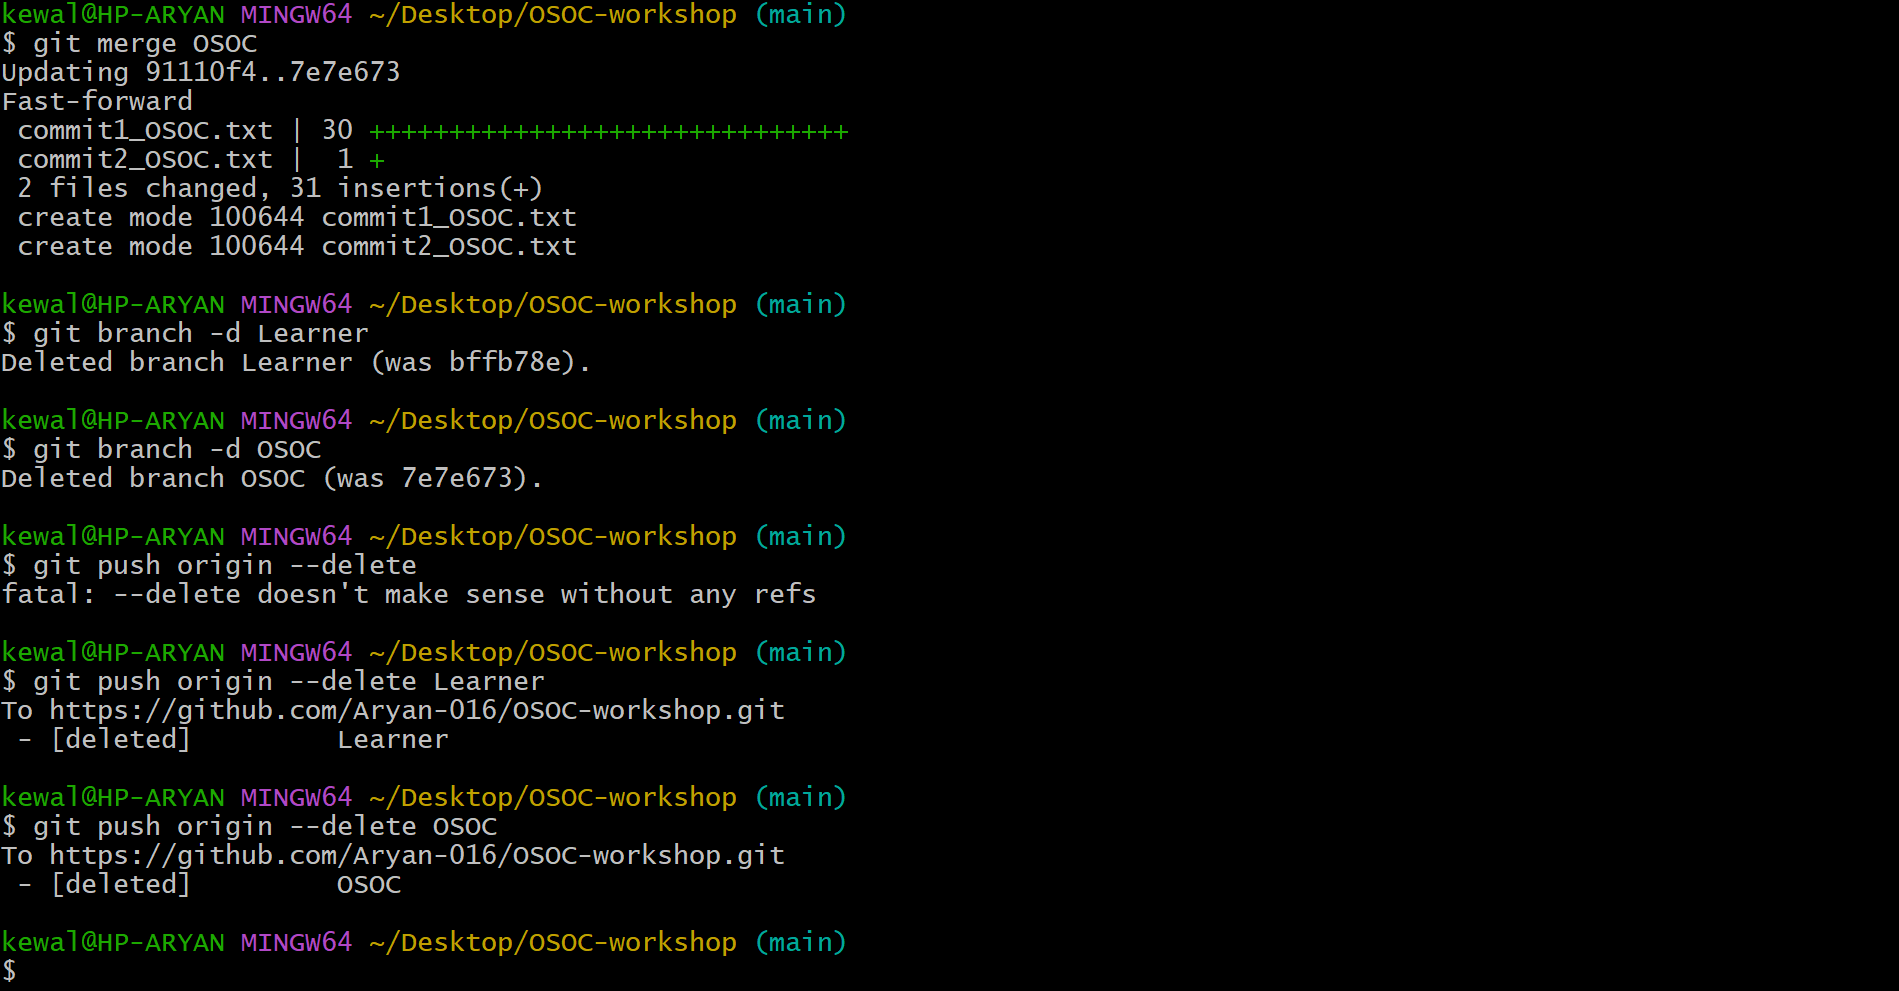 kewal@HP-ARYAN MINGW64 ~/Desktop/OSOC-workshop (main)
$ git merge OSOC
Updating 91110f4..7e7e673
Fast-forward
 commit1_OSOC.txt | 30 ++++++++++++++++++++++++++++++
 commit2_OSOC.txt |  1 +
 2 files changed, 31 insertions(+)
 create mode 100644 commit1_OSOC.txt
 create mode 100644 commit2_OSOC.txt
kewal@HP-ARYAN MINGW64 ~/Desktop/OSOC-workshop (main)
$ git branch -d Learner
Deleted branch Learner (was bffb78e).
kewal@HP-ARYAN MINGW64 ~/Desktop/OSOC-workshop (main)
$ git branch -d OSOC
Deleted branch OSOC (was 7e7e673).
kewal@HP-ARYAN MINGW64 ~/Desktop/OSOC-workshop (main)
$ git push origin --delete
fatal: --delete doesn't make sense without any refs
kewal@HP-ARYAN MINGW64 ~/Desktop/OSOC-workshop (main)
$ git push origin --delete Learner
To https://github.com/Aryan-016/OSOC-workshop.git
 - [deleted]         Learner
kewal@HP-ARYAN MINGW64 ~/Desktop/OSOC-workshop (main)
$ git push origin --delete OSOC
To https://github.com/Aryan-016/OSOC-workshop.git
 - [deleted]         OSOC
kewal@HP-ARYAN MINGW64 ~/Desktop/OSOC-workshop (main)
$